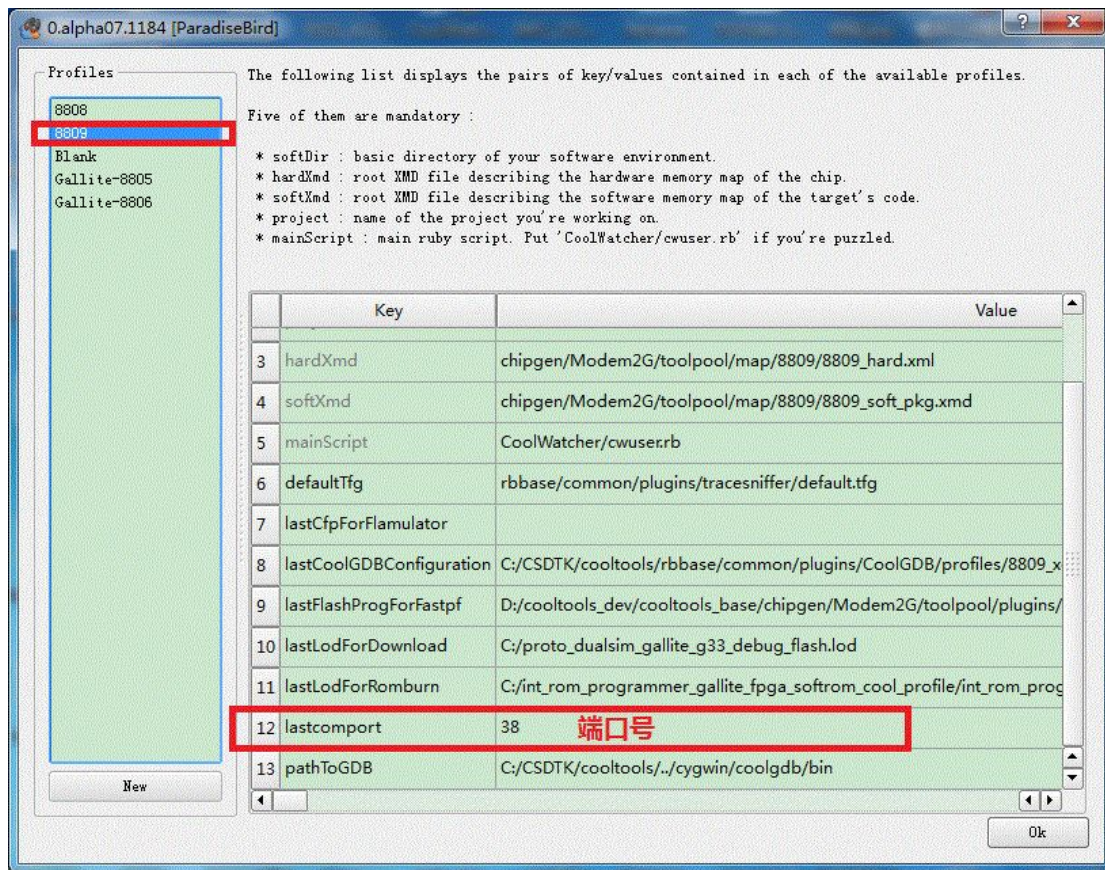 0.alpha07.1184 [ParadiseBird]
Profiles
8808
8809
Blank
Gallite-8805
Gallite-8806
New
The following list displays the pairs of key/values contained in each of the available profiles.
Five of them are mandatory :
* softDir : basic directory of your software environment.
* hardXmd : root XMD file describing the hardware memory map of the chip.
* softXmd : root XMD file describing the software memory map of the target's code.
* project : name of the project you're working on.
* mainScript : main ruby script. Put 'CoolWatcher/cwuser.rb' if you're puzzled.
Key Value
3 hardXmd chipgen/Modem2G/toolpool/map/8809/8809_hard.xml
4 softXmd chipgen/Modem2G/toolpool/map/8809/8809_soft_pkg.xmd
5 mainScript CoolWatcher/cwuser.rb
6 defaultTfg rbbase/common/plugins/tracesniffer/default.tfg
7 lastCfpForFlamulator
8 lastCoolGDBConfiguration C:/CSDTK/cooltools/rbbase/common/plugins/CoolGDB/profiles/8809_x
9 lastFlashProgForFastpf D:/cooltools_dev/cooltools_base/chipgen/Modem2G/toolpool/plugins/
10 lastLodForDownload C:/proto_dualsim_gallite_g33_debug_flash.lod
11 lastLodForRomburn C:/int_rom_programmer_gallite_fpga_softrom_cool_profile/int_rom_prog
12 lastcomport 38 端口号
13 pathToGDB C:/CSDTK/cooltools/../cygwin/coolgdb/bin
Ok